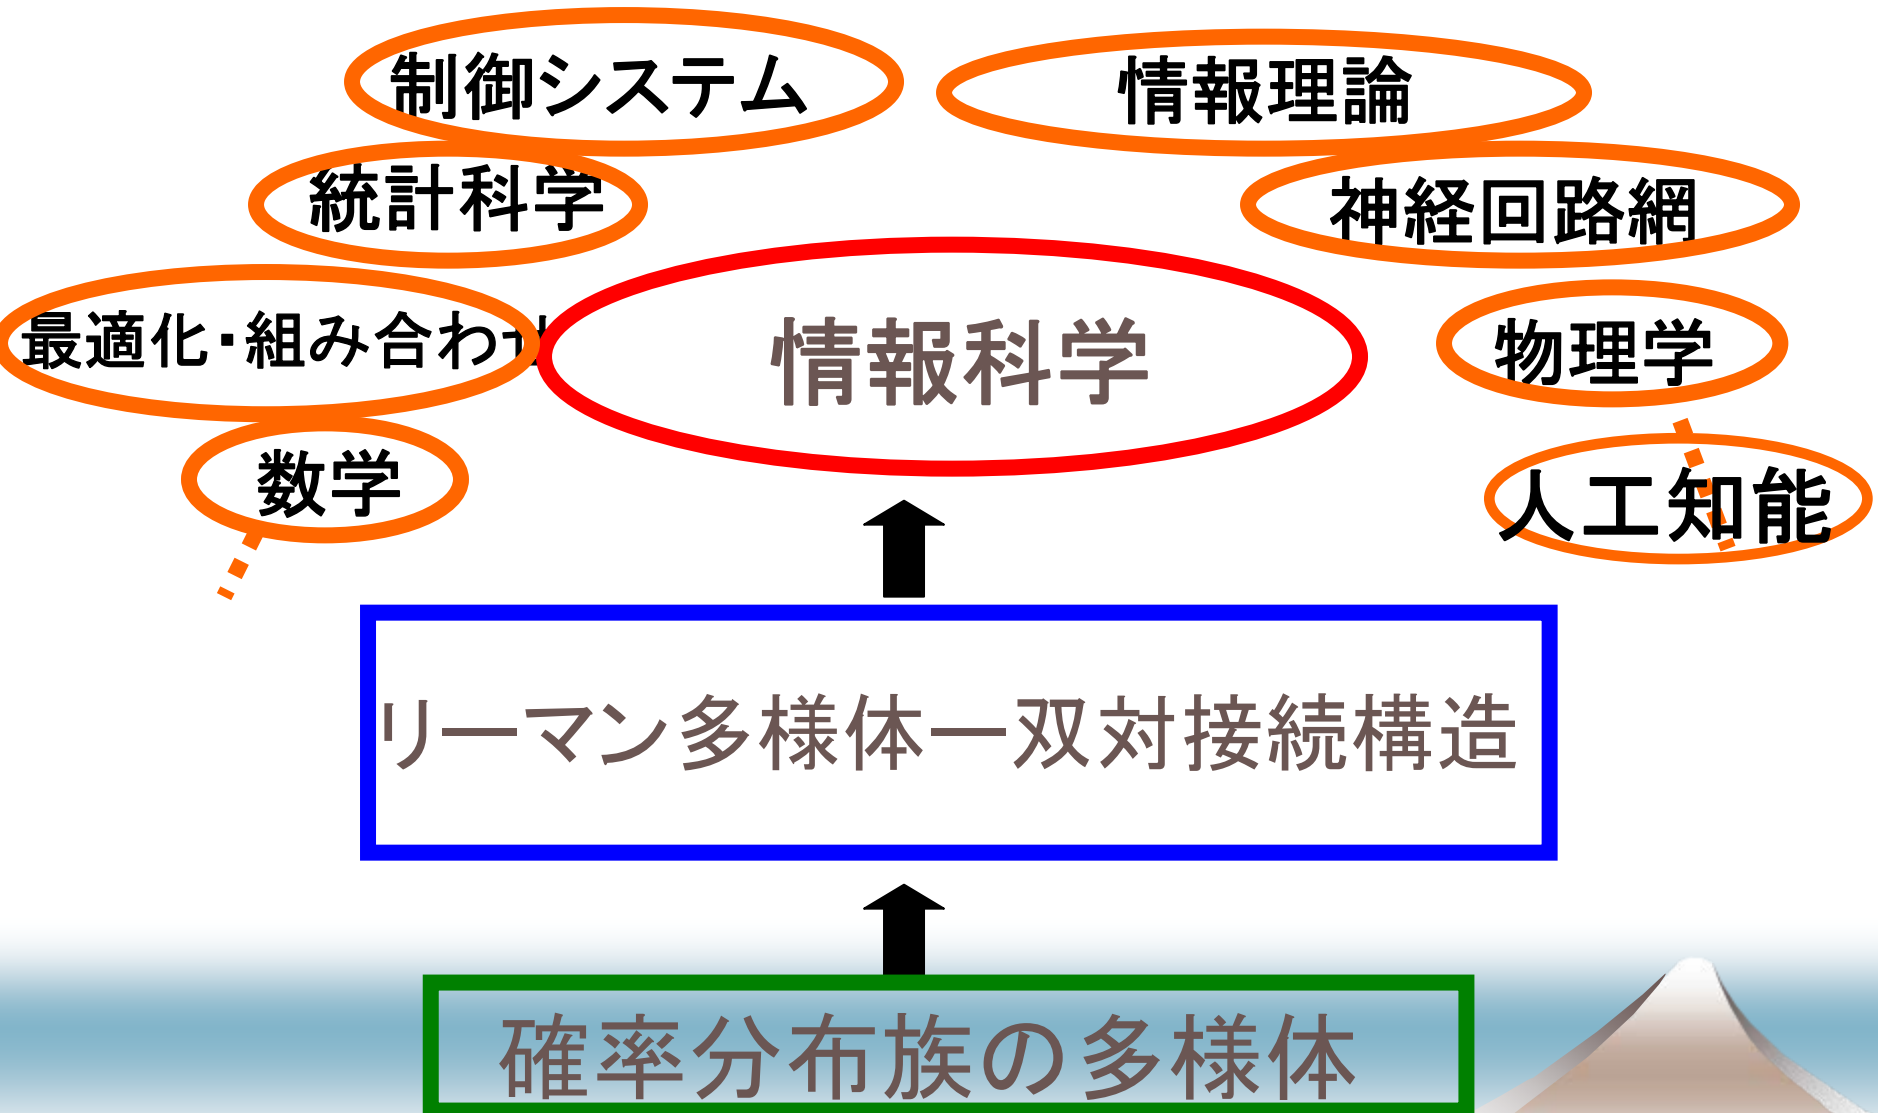 制御システム
情報理論
統計科学
神経回路網
最適化・組み合わせ
情報科学
物理学
数学
人工知能
リーマン多様体ー双対接続構造
確率分布族の多様体